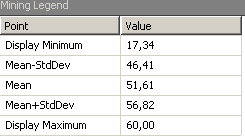 Mining Legend
Point Value
Display Minimum 17,34
Mean-StdDev 46,41
Mean 51,61
Mean+StdDev 56,82
Display Maximum 60,00